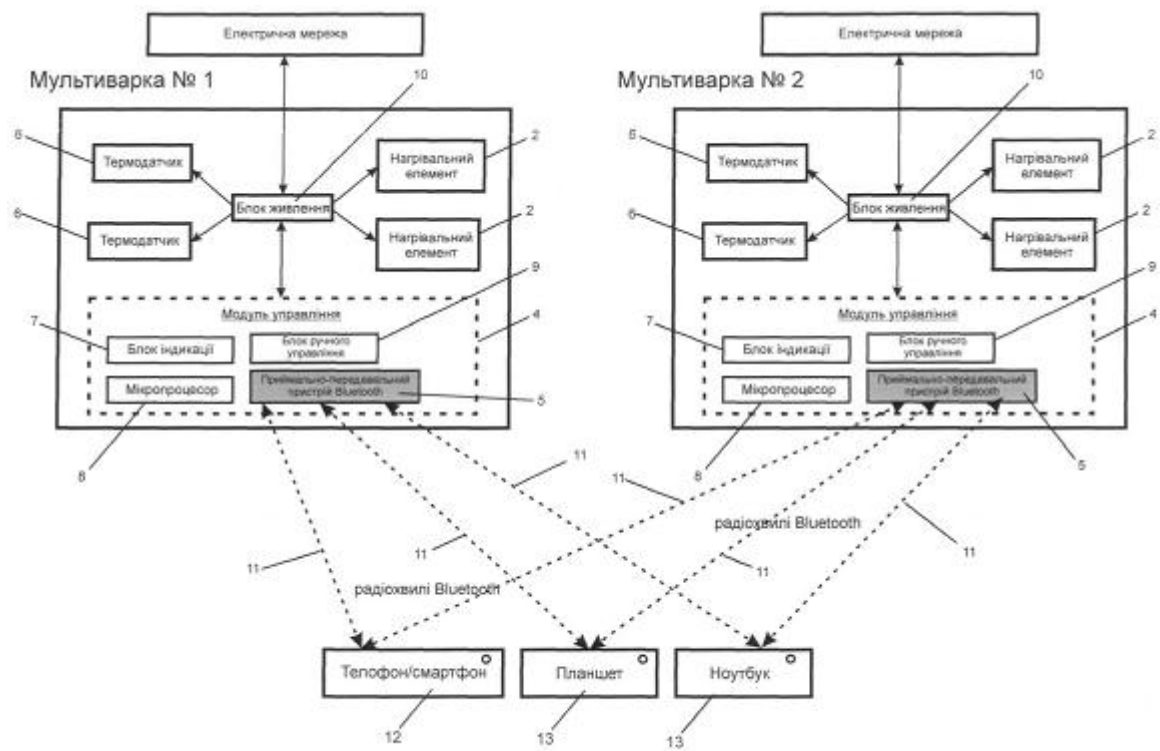 Електрична мережа
Мультиварка № 1
10
6
Термодатчик
2
Нагрівальний
елемент
Блок живлення
6
Термодатчик
2
Нагрівальний
елемент
9
Модуль управління
4
7
Блок індикації
Блок ручного
управління
Мікропроцесор
Приймально-передавальний
пристрій Bluetooth
5
8
Електрична мережа
Мультиварка № 2
10
6
Термодатчик
2
Нагрівальний
елемент
Блок живлення
6
Термодатчик
2
Нагрівальний
елемент
9
Модуль управління
4
7
Блок індикації
Блок ручного
управління
Мікропроцесор
Приймально-передавальний
пристрій Bluetooth
5
8
11
11
радіохвилі Bluetooth
11
11
11
11
радіохвилі Bluetooth
Телофон/смартфон
Планшет
Ноутбук
12
13
13